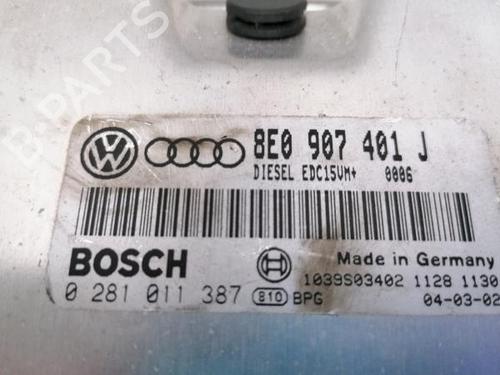 B-PARTS
8E0 907 401 J
DIESEL EDC15VM+ 0006
BOSCH
Made in Germany
1039S03402 1128 1130
0 281 011 387 810 BPG 04-03-02